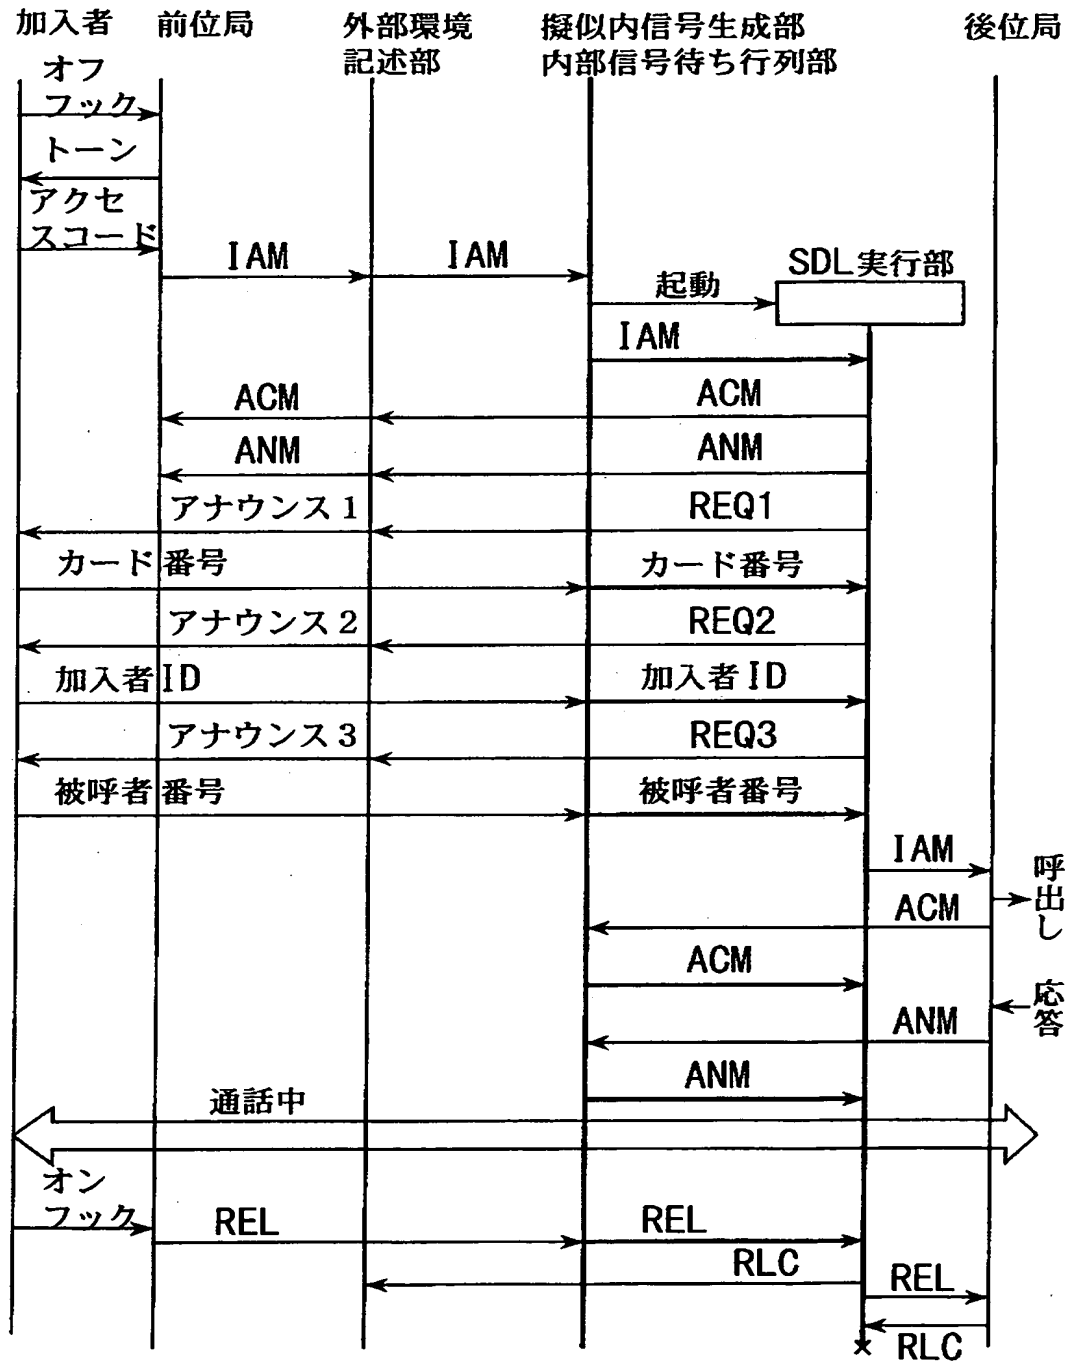 加入者
前位局
外部環境
記述部
擬似内信号生成部
内部信号待ち行列部
後位局
オフ
フック
トーン
アクセ
スコード
IAM
IAM
SDL実行部
起動
IAM
ACM
ACM
ANM
ANM
アナウンス1
REQ1
カード番号
カード番号
アナウンス2
REQ2
加入者ID
加入者ID
アナウンス3
REQ3
被呼者番号
被呼者番号
IAM
呼出し
ACM
ACM
応答
ANM
ANM
通話中
オン
フック
REL
REL
RLC
REL
RLC